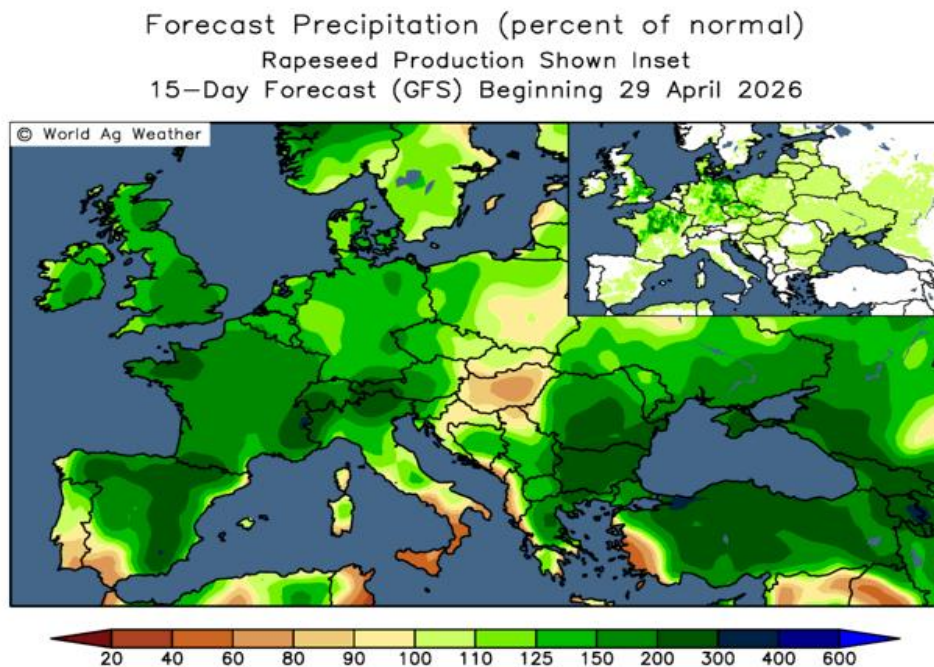 Forecast Precipitation (percent of normal)
Rapeseed Production Shown Inset
15-Day Forecast (GFS) Beginning 29 April 2026
© World Ag Weather
20 40 60 80 90 100 110 125 150 200 300 400 600